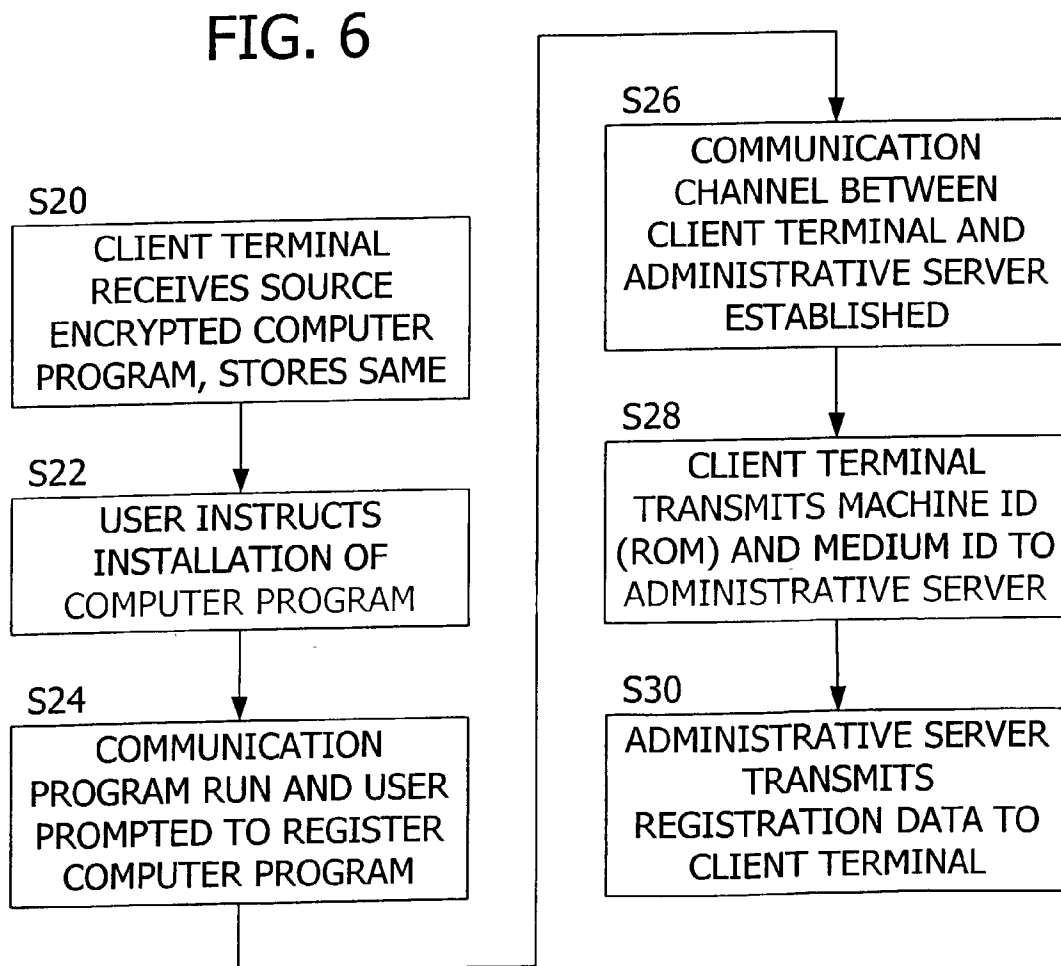 FIG. 6
S20
CLIENT TERMINAL
RECEIVES SOURCE
ENCRYPTED COMPUTER
PROGRAM, STORES SAME
S22
USER INSTRUCTS
INSTALLATION OF
COMPUTER PROGRAM
S24
COMMUNICATION
PROGRAM RUN AND USER
PROMPTED TO REGISTER
COMPUTER PROGRAM
S26
COMMUNICATION
CHANNEL BETWEEN
CLIENT TERMINAL AND
ADMINISTRATIVE SERVER
ESTABLISHED
S28
CLIENT TERMINAL
TRANSMITS MACHINE ID
(ROM) AND MEDIUM ID TO
ADMINISTRATIVE SERVER
S30
ADMINISTRATIVE SERVER
TRANSMITS
REGISTRATION DATA TO
CLIENT TERMINAL